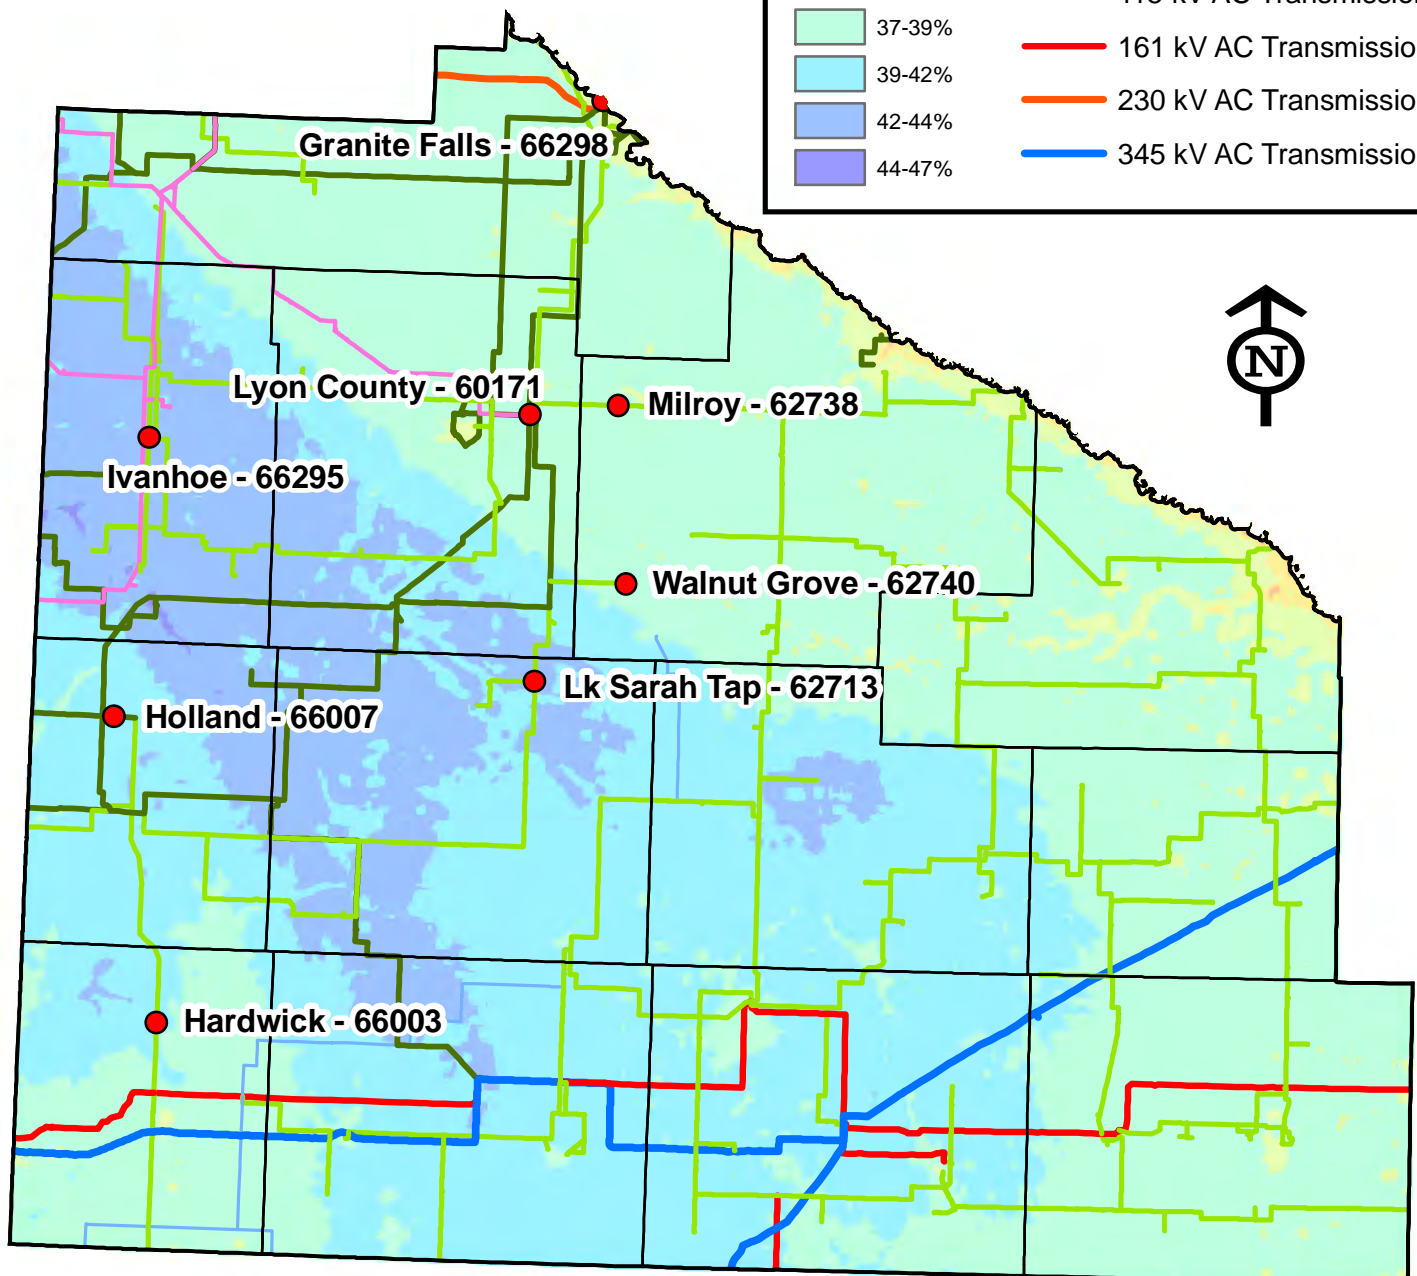 37-39%
161 kV AC Transmissio
39-42%
230 kV AC Transmissio
42-44%
345 kV AC Transmissio
44-47%
Granite Falls - 66298
N
Lyon County - 60171
Milroy - 62738
Ivanhoe - 66295
Walnut Grove - 62740
Lk Sarah Tap - 62713
Holland - 66007
Hardwick - 66003